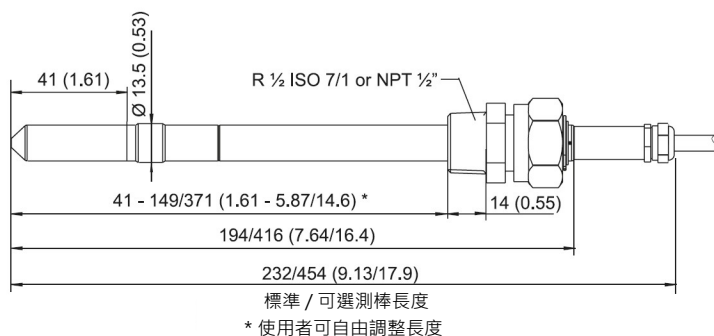 41 (1.61)
Ø 13.5 (0.53)
R ½ ISO 7/1 or NPT ½”
41 - 149/371 (1.61 - 5.87/14.6) *
14 (0.55)
194/416 (7.64/16.4)
232/454 (9.13/17.9)
標準 / 可選測棒長度
* 使用者可自由調整長度